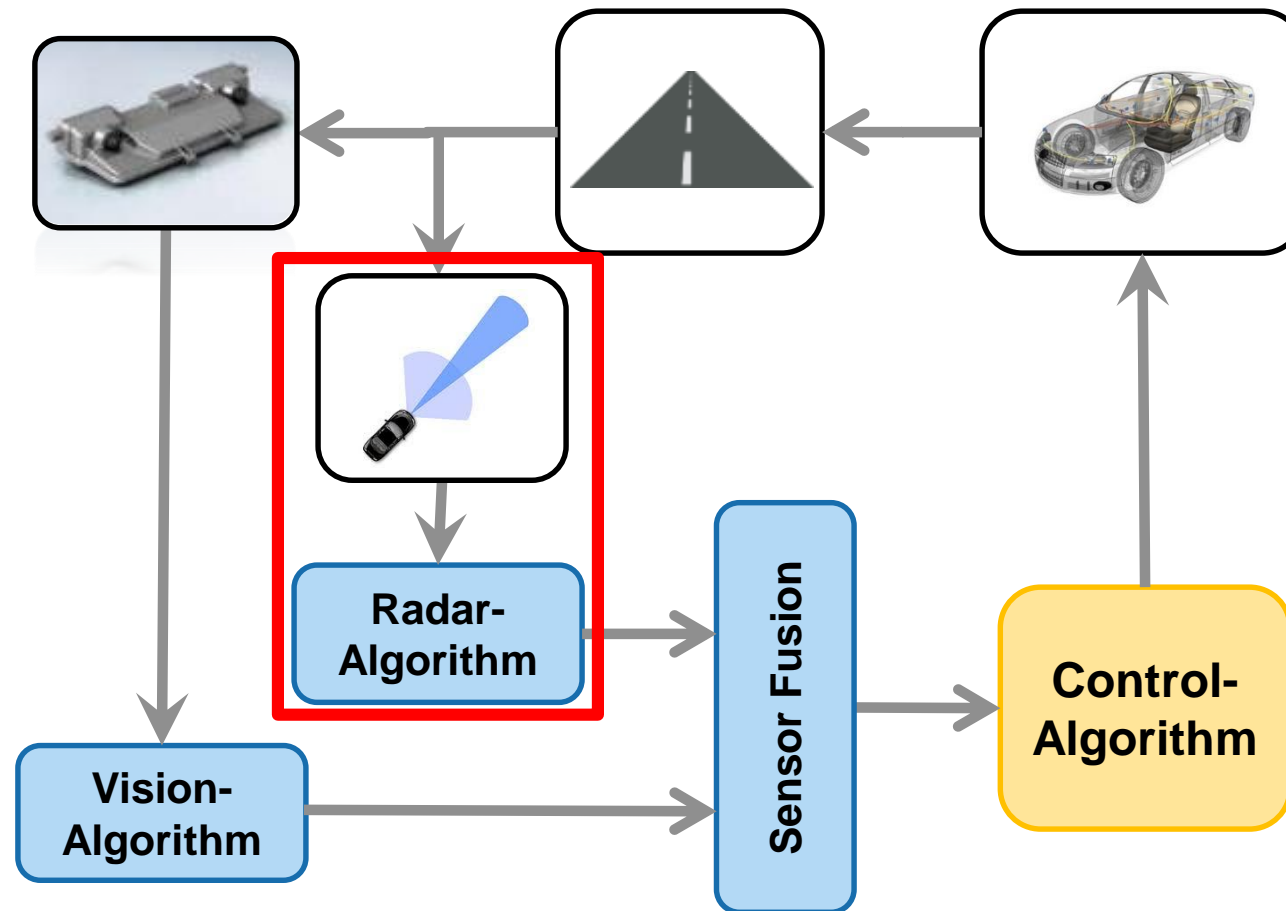 Radar-
Algorithm
Sensor Fusion
Control-
Algorithm
Vision-
Algorithm